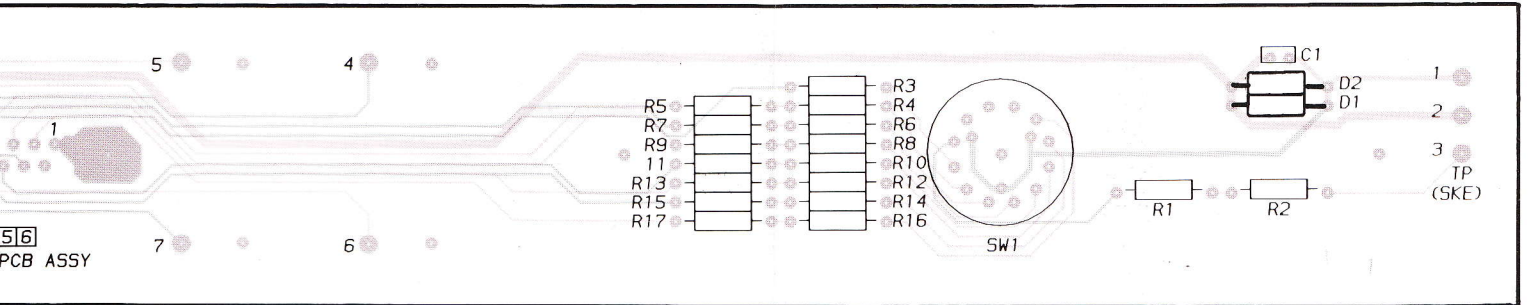 5
4
C1
D2
D1
1
2
3
TP
(SKE)
1
R5
R7
R9
11
R13
R15
R17
R3
R4
R6
R8
R10
R12
R14
R16
SW1
R1
R2
7
6
56
PCB ASSY